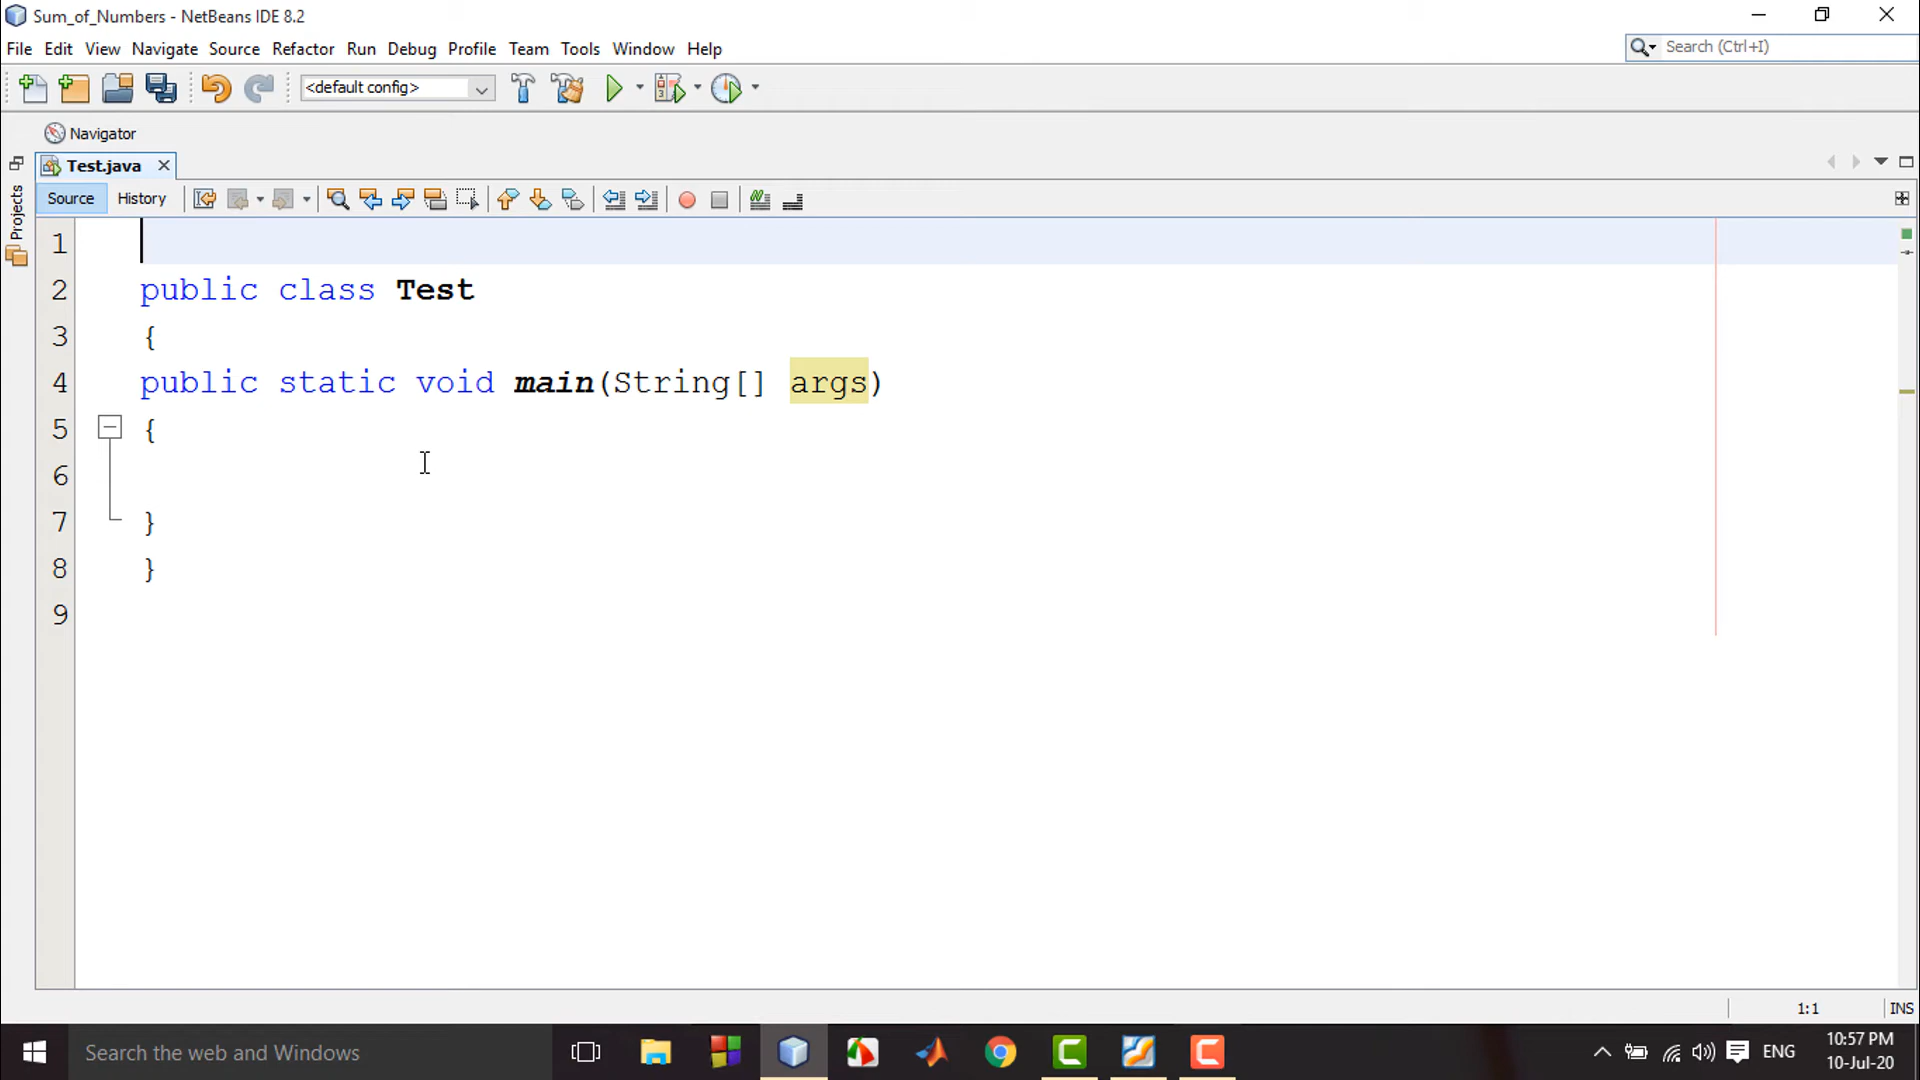 Sum_of_Numbers - NetBeans IDE 8.2
File Edit View Navigate Source Refactor Run Debug Profile Team Tools Window Help
Search (Ctrl+I)
<default config>
Navigator
Test.java
Projects
Source History
1
2 public class Test
3 {
4 public static void main(String[] args)
5 {
6
7 }
8 }
9
1:1 INS
Search the web and Windows
ENG
10:57 PM
10-Jul-20